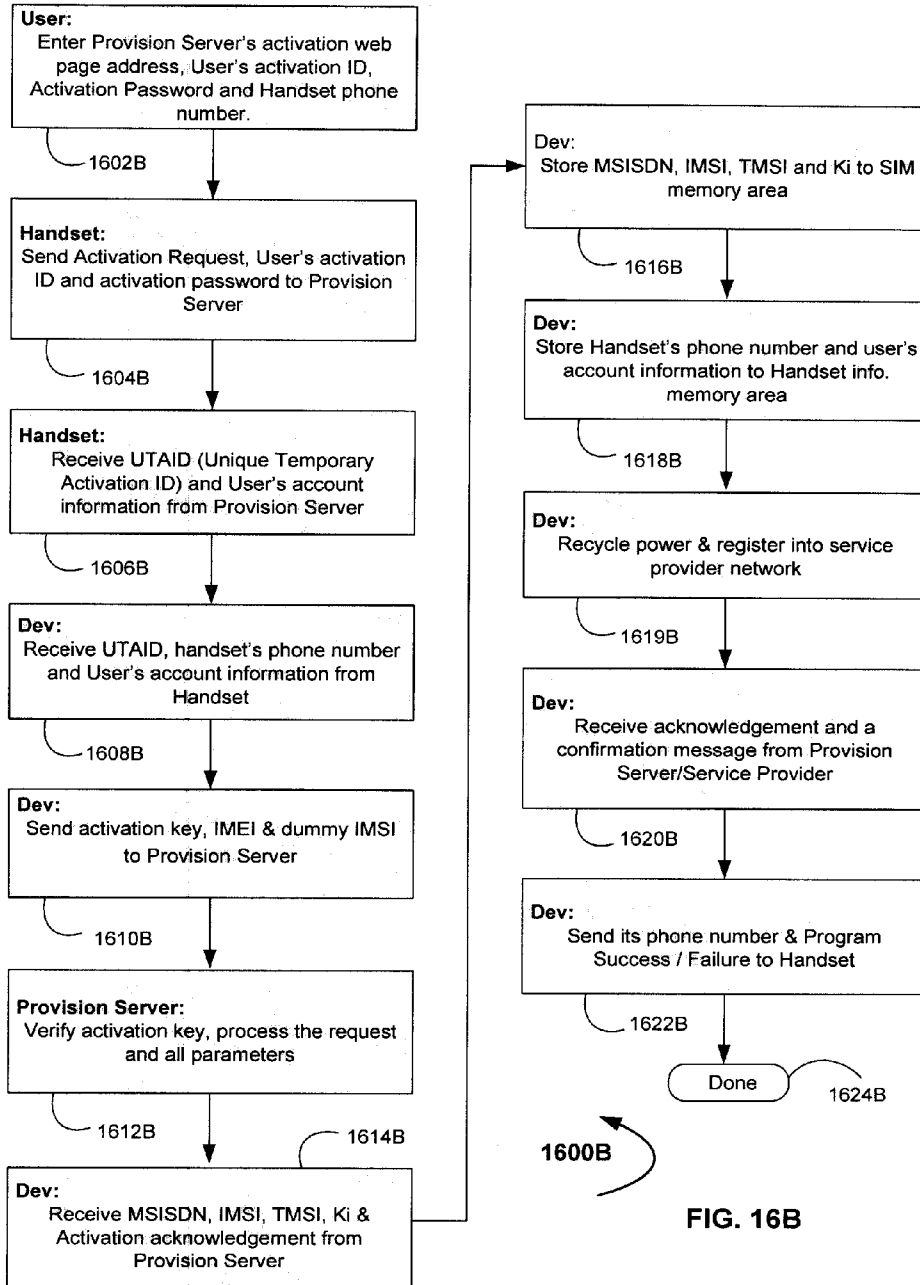 User:
Enter Provision Server's activation web
page address, User's activation ID,
Activation Password and Handset phone
number.
1602B
Handset:
Send Activation Request, User's activation
ID and activation password to Provision
Server
1604B
Handset:
Receive UTAID (Unique Temporary
Activation ID) and User's account
information from Provision Server
1606B
Dev:
Receive UTAID, handset's phone number
and User's account information from
Handset
1608B
Dev:
Send activation key, IMEI & dummy IMSI
to Provision Server
1610B
Provision Server:
Verify activation key, process the request
and all parameters
1612B
1614B
Dev:
Receive MSISDN, IMSI, TMSI, Ki &
Activation acknowledgement from
Provision Server
Dev:
Store MSISDN, IMSI, TMSI and Ki to SIM
memory area
1616B
Dev:
Store Handset's phone number and user's
account information to Handset info.
memory area
1618B
Dev:
Recycle power & register into service
provider network
1619B
Dev:
Receive acknowledgement and a
confirmation message from Provision
Server/Service Provider
1620B
Dev:
Send its phone number & Program
Success / Failure to Handset
1622B
Done
1624B
1600B
FIG. 16B